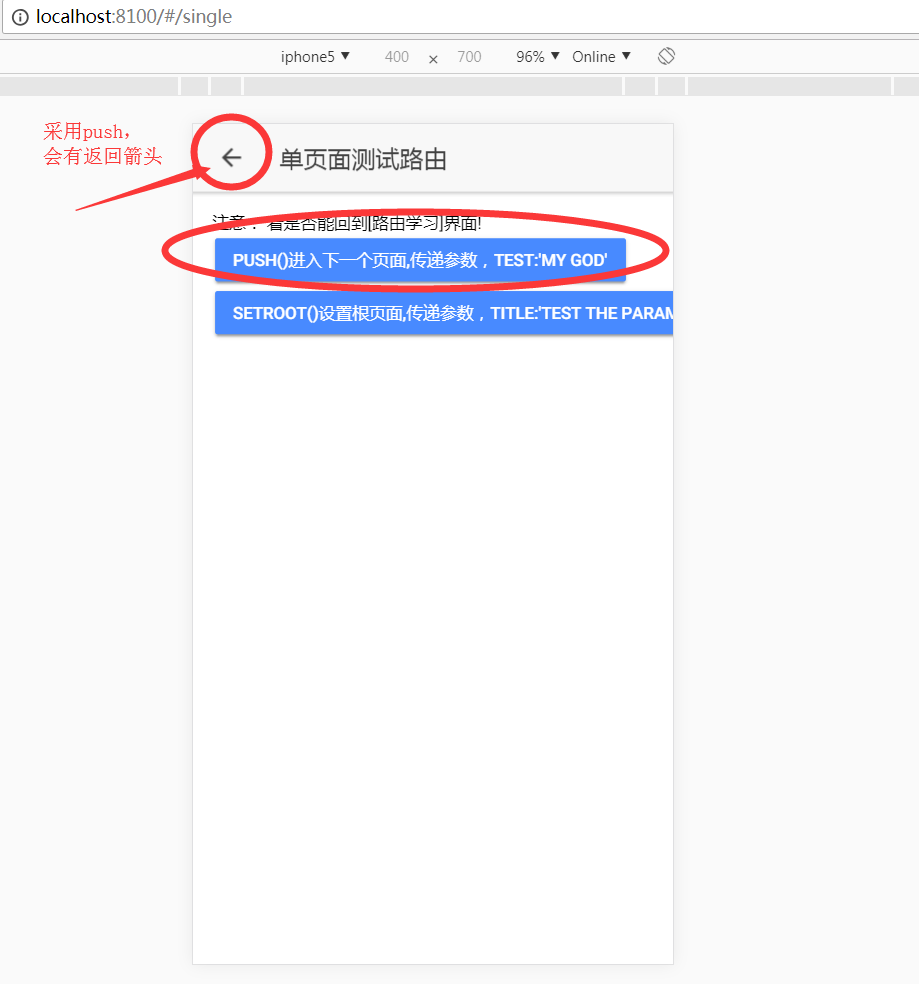 localhost:8100/#/single
iphone5 400 × 700 96% Online
采用push，
会有返回箭头
单页面测试路由
注意：看是否能回到[路由学习]界面!
PUSH()进入下一个页面,传递参数，TEST:'MY GOD'
SETROOT()设置根页面,传递参数，TITLE:'TEST THE PARAM